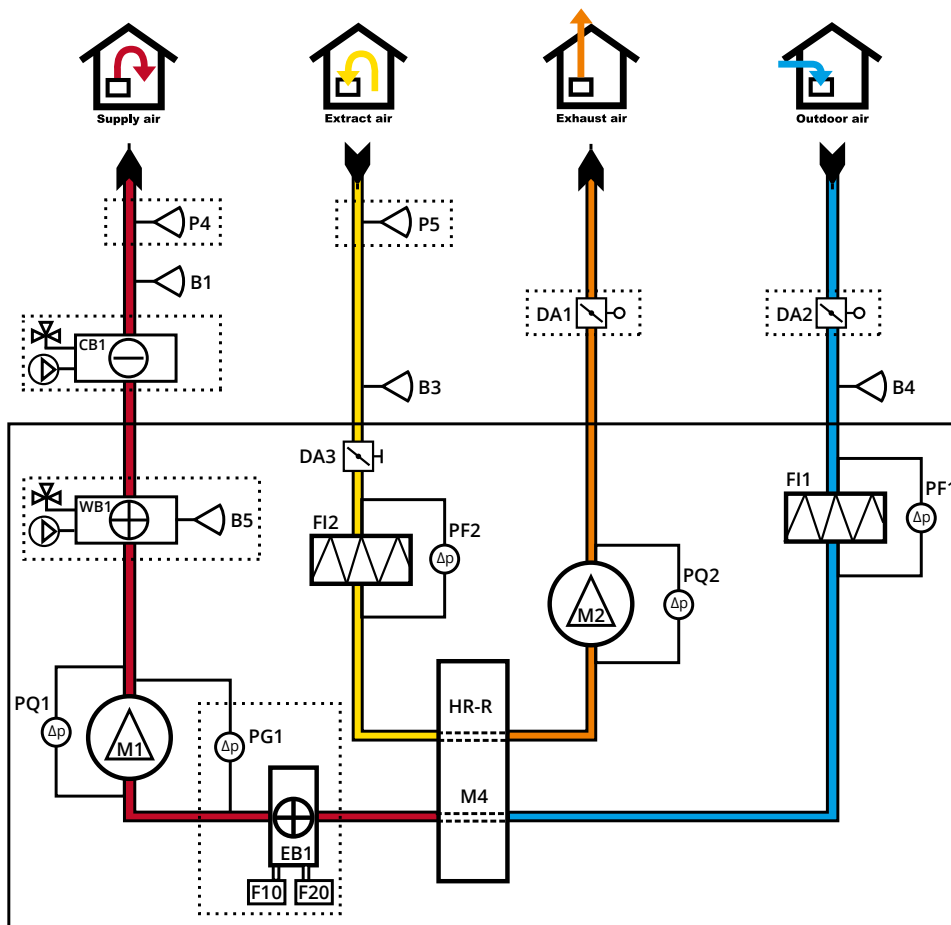 Supply air
Extract air
Exhaust air
Outdoor air
P4
P5
B1
DA1
DA2
CB1
B3
B4
DA3
WB1
B5
FI2
PF2
Δp
FI1
PF1
Δp
M2
PQ2
Δp
PQ1
Δp
M1
PG1
Δp
HR-R
M4
EB1
F10
F20